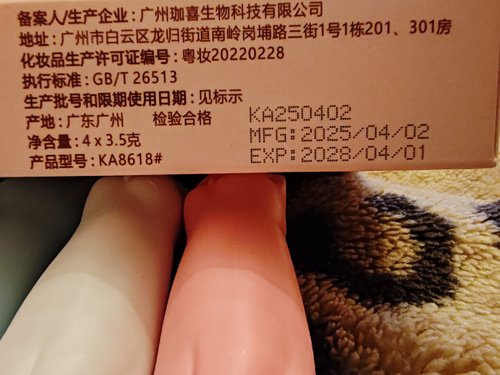 备案人/生产企业：广州珈喜生物科技有限公司
地址：广州市白云区龙归街道南岭岗埔路三街1号1栋201、301房
化妆品生产许可证编号：粤妆20220228
执行标准：GB/T 26513
生产批号和限期使用日期：见标示
产地：广东广州 检验合格
净含量：4 x 3.5克
产品型号：KA8618#
KA250402
MFG:2025/04/02
EXP:2028/04/01